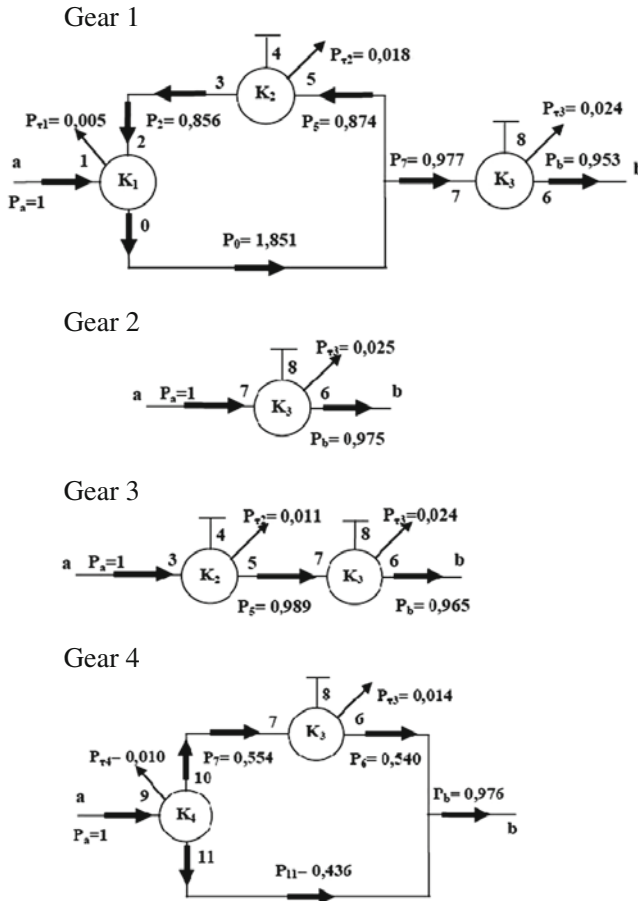 Gear 1
4
P𝜏2= 0,018
3
K₂
5
Pτ1= 0,005
P₂= 0,856
P₅= 0,874
Pτ3= 0,024
a
1
2
8
P₇= 0,977
P_b= 0,953
b
K₁
K₃
Pₐ=1
7
6
0
P₀= 1,851
Gear 2
Pτ3= 0,025
8
a
Pₐ=1
7
6
b
K₃
P_b= 0,975
Gear 3
Pτ2= 0,011
Pτ3=0,024
4
8
a
Pₐ=1
3
5
7
6
b
K₂
K₃
P₅= 0,989
P_b= 0,965
Gear 4
8
Pτ3= 0,014
7
6
K₃
Pτ4– 0,010
P₇= 0,554
P₆= 0,540
10
P_b= 0,976
a
9
K₄
b
Pₐ=1
11
P₁₁– 0,436